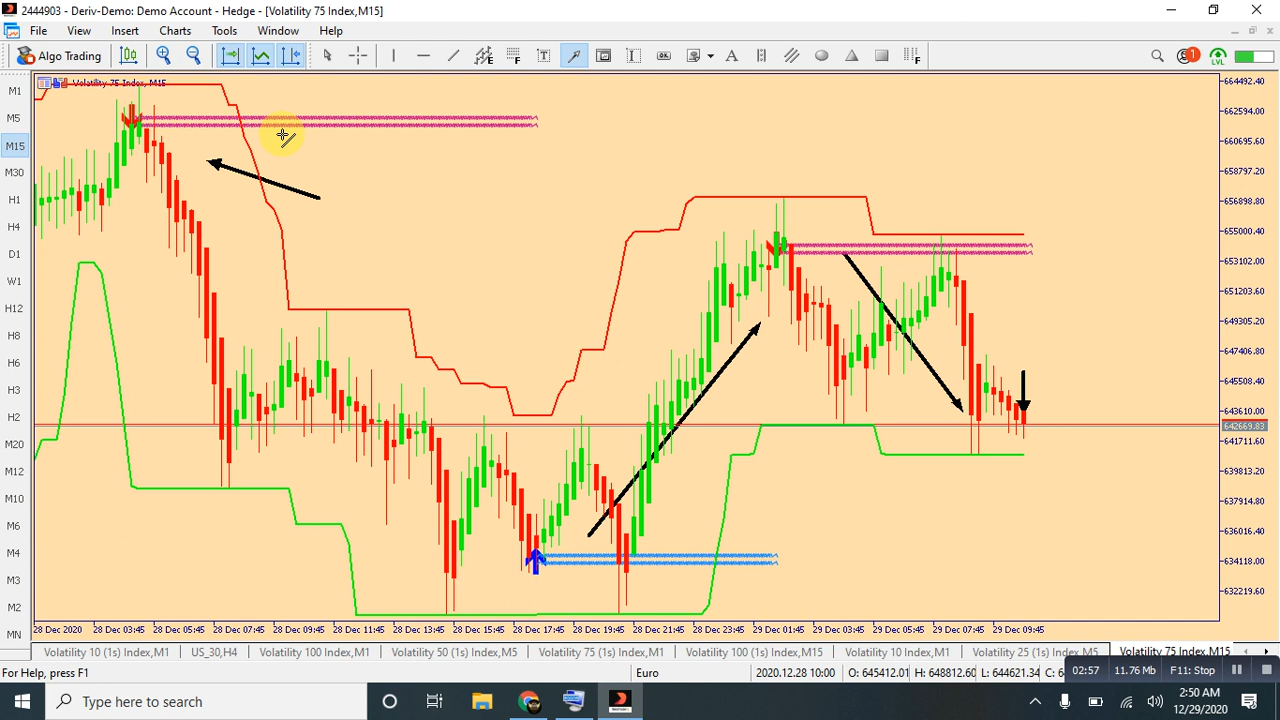 2444903 - Deriv-Demo: Demo Account - Hedge - [Volatility 75 Index,M15]
File View Insert Charts Tools Window Help
Algo Trading
E F T I OK A F 1 LVL
M1
M5
M15
M30
H1
H4
D1
W1
H12
H8
H6
H3
H2
M20
M12
M10
M6
M4
M3
M2
MN
Volatility 75 Index, M15
664492.40
662594.00
660695.60
658797.20
656898.80
655000.40
653102.00
651203.60
649305.20
647406.80
645508.40
643610.00
642669.83
641711.60
639813.20
637914.80
636016.40
634118.00
632219.60
28 Dec 2020 28 Dec 03:45 28 Dec 05:45 28 Dec 07:45 28 Dec 09:45 28 Dec 11:45 28 Dec 13:45 28 Dec 15:45 28 Dec 17:45 28 Dec 19:45 28 Dec 21:45 28 Dec 23:45 29 Dec 01:45 29 Dec 03:45 29 Dec 05:45 29 Dec 07:45 29 Dec 09:45
Volatility 10 (1s) Index,M1 US_30,H4 Volatility 100 Index,M1 Volatility 50 (1s) Index,M5 Volatility 75 (1s) Index,M1 Volatility 100 (1s) Index,M15 Volatility 10 Index,M1 Volatility 25 (1s) Index,M5 Volatility 75 Index,M15
For Help, press F1 Euro 2020.12.28 10:00 O: 645412.01 H: 648812.60 L: 644621.34 C: 64
02:57 11.76 Mb F11: Stop
Type here to search
2:50 AM
12/29/2020